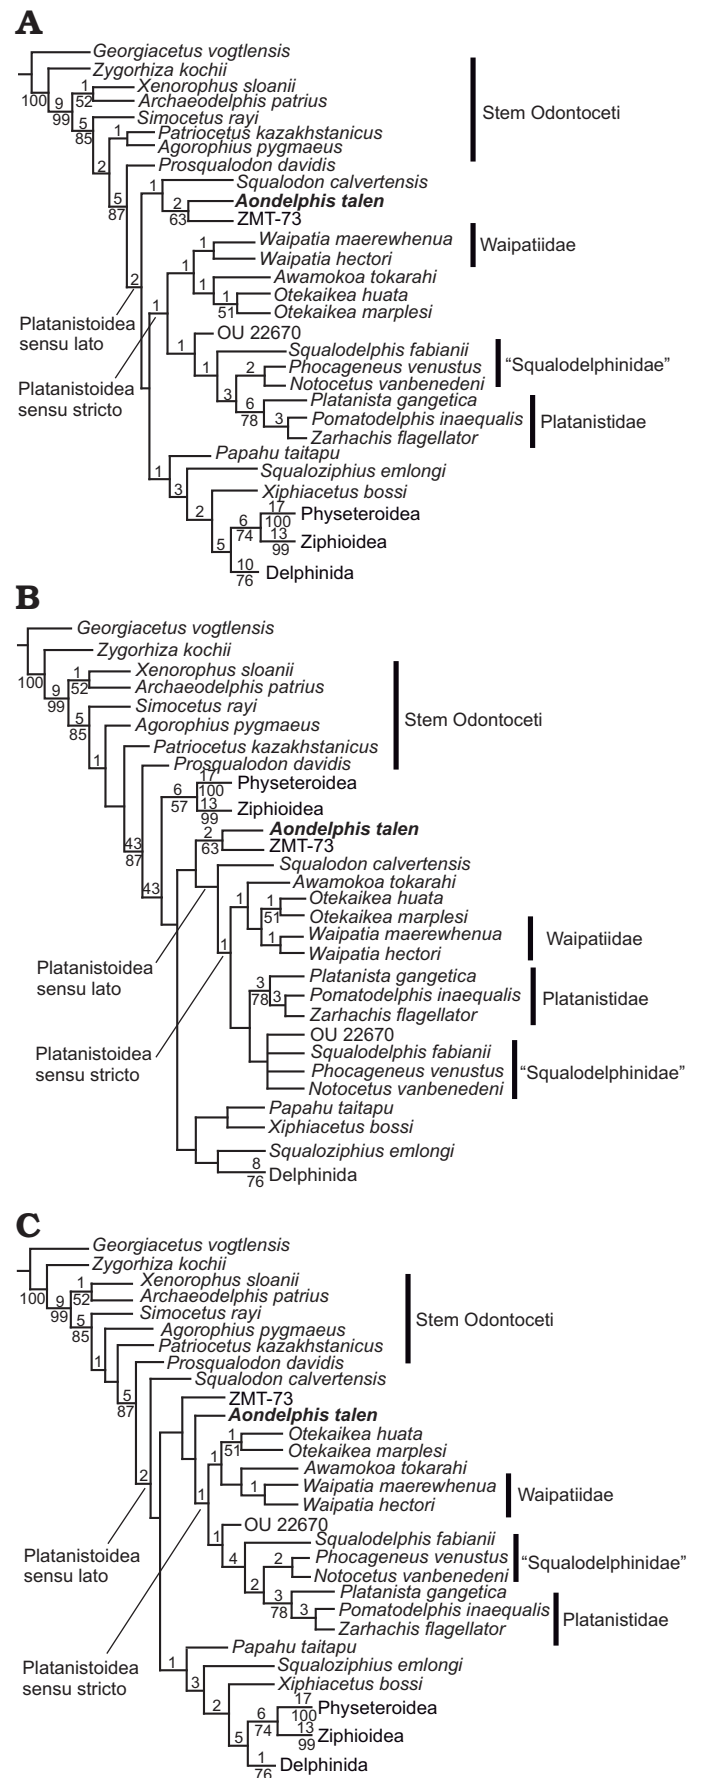 A
Georgiacetus vogtlensis
Zygorhiza kochii
100
9
99
1
52
Xenorophus sloanii
Archaeodelphis patrius
5
85
Simocetus rayi
Stem Odontoceti
2
1
Patriocetus kazakhstanicus
Agorophius pygmaeus
5
87
Prosqualodon davidis
1
Squalodon calvertensis
2
63
Aondelphis talen
ZMT-73
2
1
1
1
Waipatia maerewhenua
Waipatia hectori
Waipatiidae
1
Awamokoa tokarahi
1
51
Otekaikea huata
Otekaikea marplesi
Platanistoidea
sensu lato
1
OU 22670
1
Squalodelphis fabianii
2
Phocageneus venustus
Notocetus vanbenedeni
“Squalodelphinidae”
Platanistoidea
sensu stricto
3
6
78
Platanista gangetica
3
Pomatodelphis inaequalis
Zarhachis flagellator
Platanistidae
1
Papahu taitapu
3
Squaloziphius emlongi
2
Xiphiacetus bossi
5
6
74
17
100
Physeteroidea
13
99
Ziphioidea
10
76
Delphinida
B
Georgiacetus vogtlensis
Zygorhiza kochii
100
9
99
1
52
Xenorophus sloanii
Archaeodelphis patrius
5
85
Simocetus rayi
Agorophius pygmaeus
Stem Odontoceti
1
Patriocetus kazakhstanicus
Prosqualodon davidis
43
87
43
6
57
17
100
Physeteroidea
13
99
Ziphioidea
2
63
Aondelphis talen
ZMT-73
Squalodon calvertensis
1
1
Awamokoa tokarahi
1
51
Otekaikea huata
Otekaikea marplesi
1
Waipatia maerewhenua
Waipatia hectori
Waipatiidae
Platanistoidea
sensu lato
3
78
Platanista gangetica
3
Pomatodelphis inaequalis
Zarhachis flagellator
Platanistidae
OU 22670
Squalodelphis fabianii
Phocageneus venustus
Notocetus vanbenedeni
“Squalodelphinidae”
Platanistoidea
sensu stricto
Papahu taitapu
Xiphiacetus bossi
Squaloziphius emlongi
8
76
Delphinida
C
Georgiacetus vogtlensis
Zygorhiza kochii
100
9
99
1
52
Xenorophus sloanii
Archaeodelphis patrius
5
85
Simocetus rayi
Agorophius pygmaeus
Stem Odontoceti
1
Patriocetus kazakhstanicus
5
87
Prosqualodon davidis
Squalodon calvertensis
2
ZMT-73
Aondelphis talen
1
1
1
51
Otekaikea huata
Otekaikea marplesi
Awamokoa tokarahi
1
Waipatia maerewhenua
Waipatia hectori
Waipatiidae
1
OU 22670
4
Squalodelphis fabianii
2
Phocageneus venustus
Notocetus vanbenedeni
“Squalodelphinidae”
Platanistoidea
sensu lato
2
3
78
Platanista gangetica
3
Pomatodelphis inaequalis
Zarhachis flagellator
Platanistidae
Platanistoidea
sensu stricto
1
Papahu taitapu
3
Squaloziphius emlongi
2
Xiphiacetus bossi
5
6
74
17
100
Physeteroidea
13
99
Ziphioidea
1
76
Delphinida